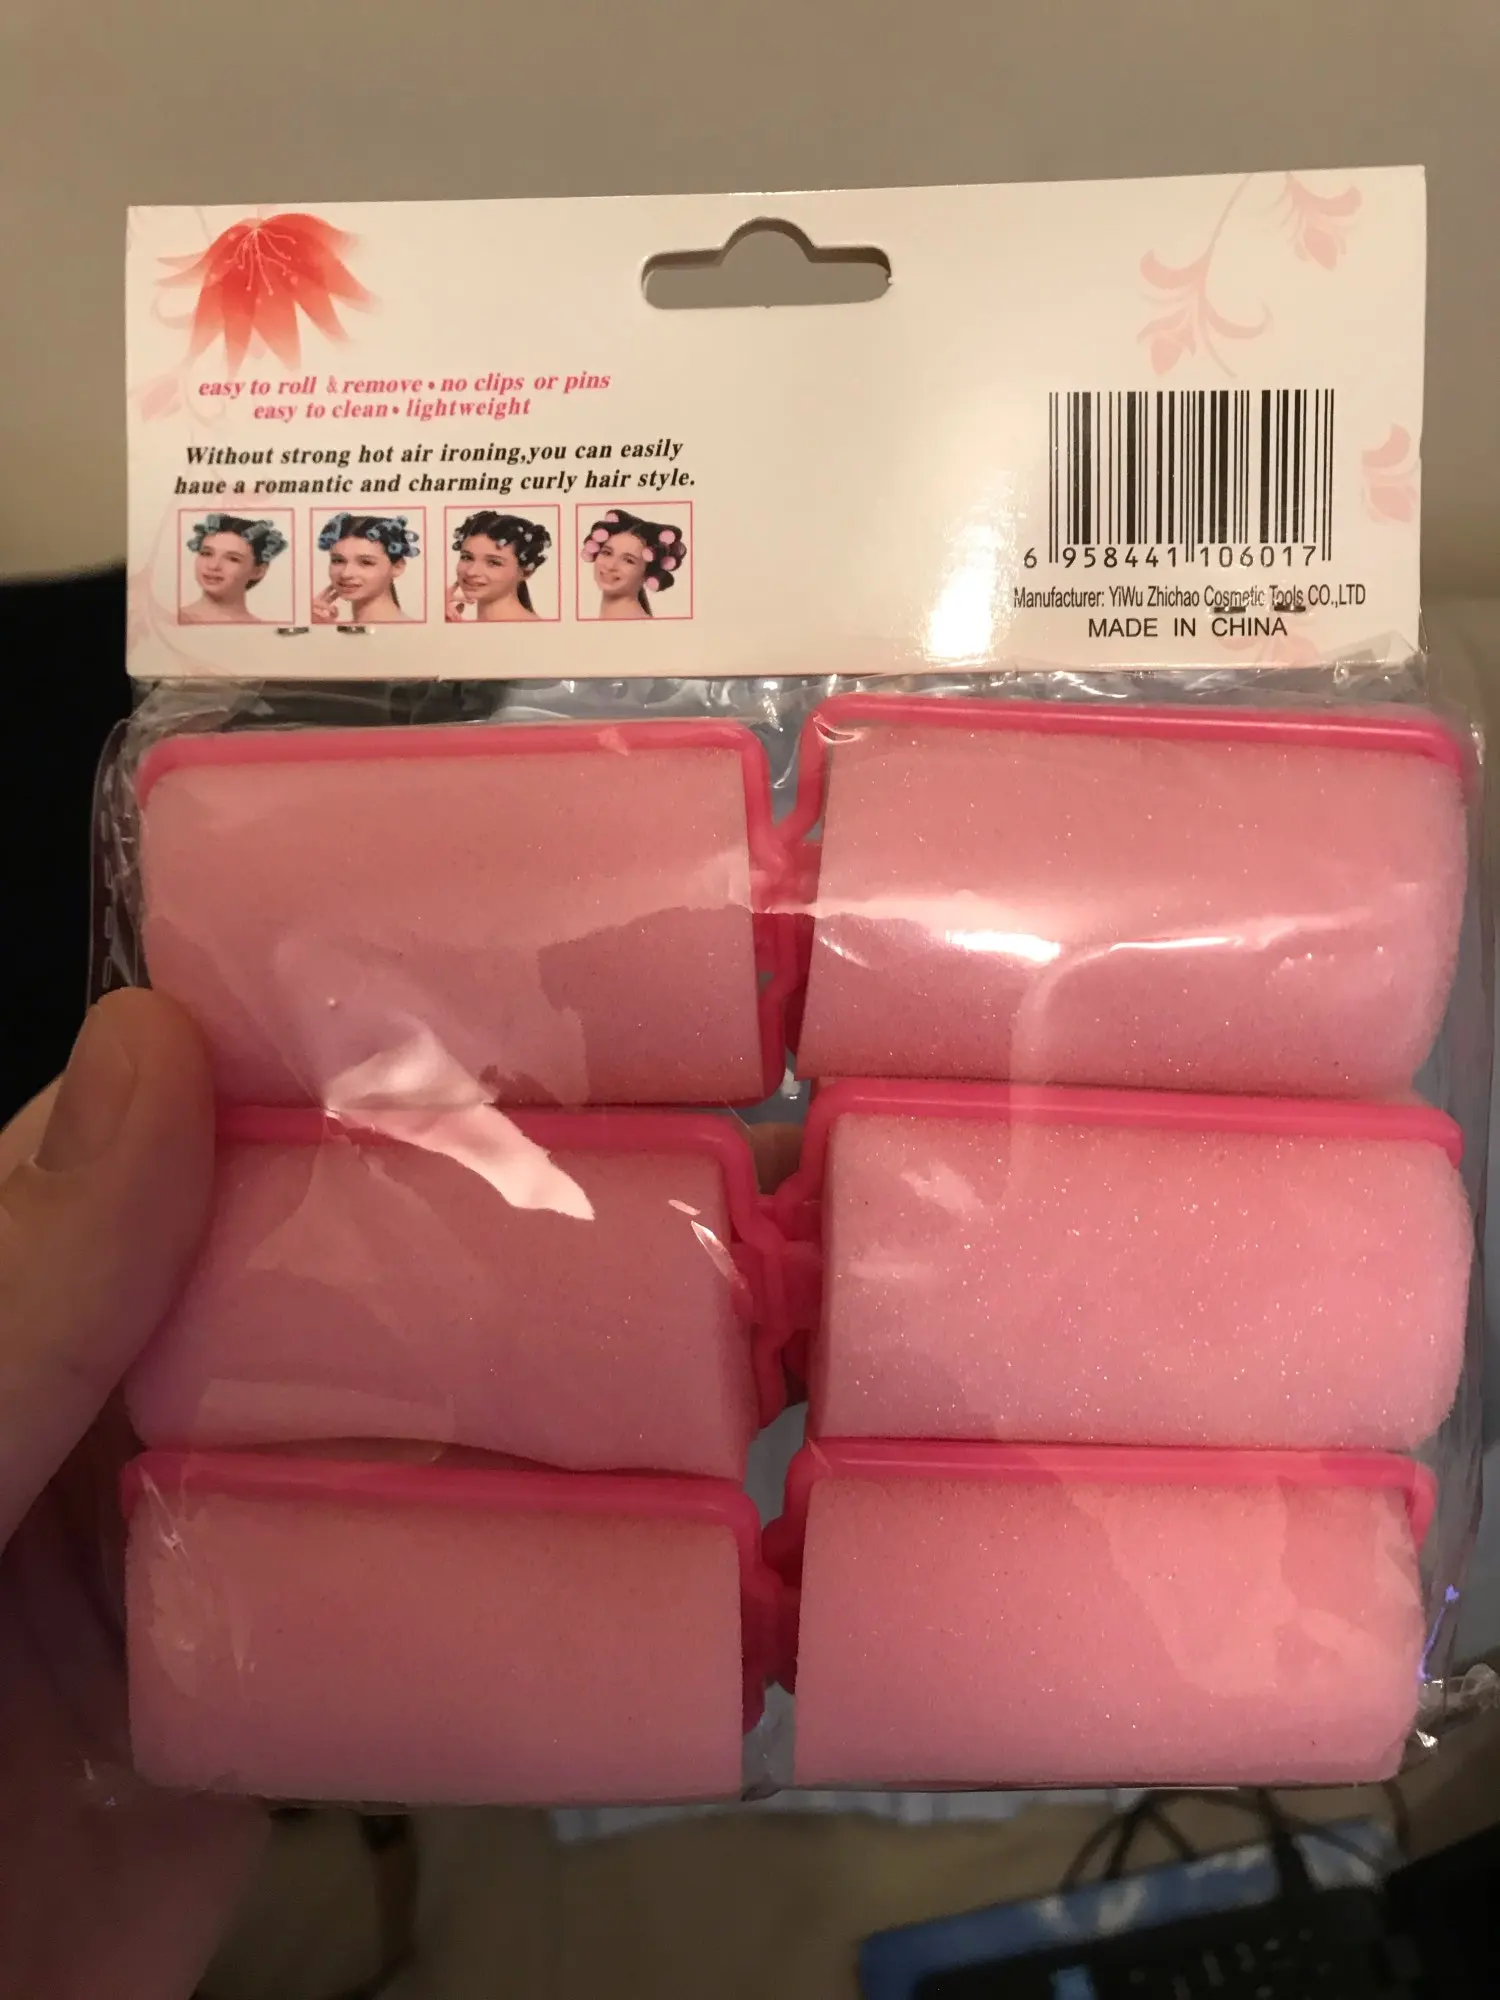 easy to roll & remove • no clips or pins
easy to clean • lightweight
Without strong hot air ironing,you can easily
haue a romantic and charming curly hair style.
6 958441 106017
Manufacturer: YiWu Zhichao Cosmetic Tools CO.,LTD
MADE IN CHINA